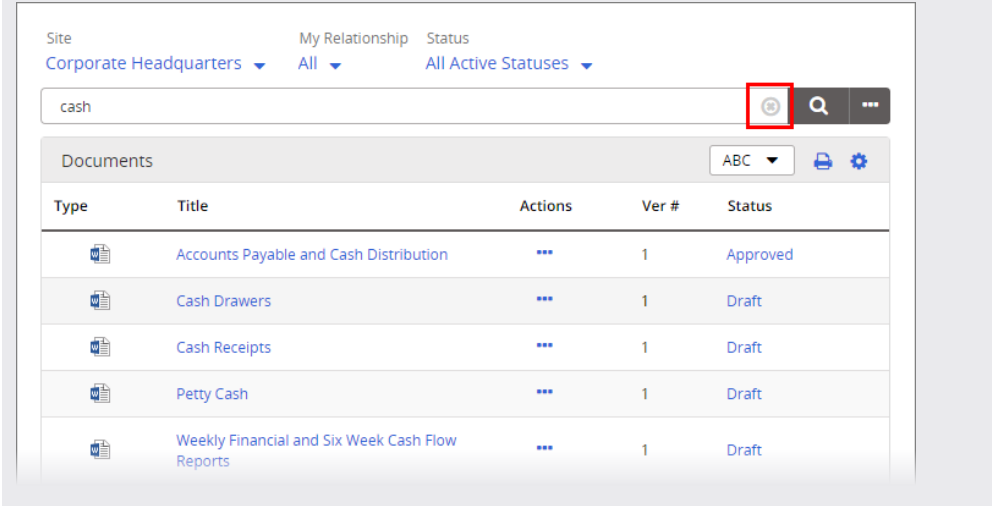 Site My Relationship Status
Corporate Headquarters All All Active Statuses
cash
Documents ABC
Type Title Actions Ver # Status
Accounts Payable and Cash Distribution 1 Approved
Cash Drawers 1 Draft
Cash Receipts 1 Draft
Petty Cash 1 Draft
Weekly Financial and Six Week Cash Flow
Reports 1 Draft